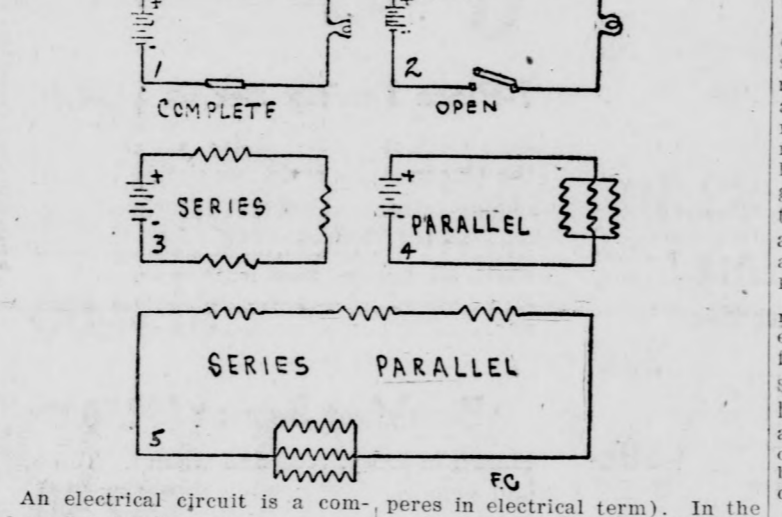 + +
- -
1 2
COMPLETE OPEN
+ +
SERIES PARALLEL
- -
3 4
SERIES PARALLEL
5
F.C
An electrical circuit is a com- peres in electrical term). In the